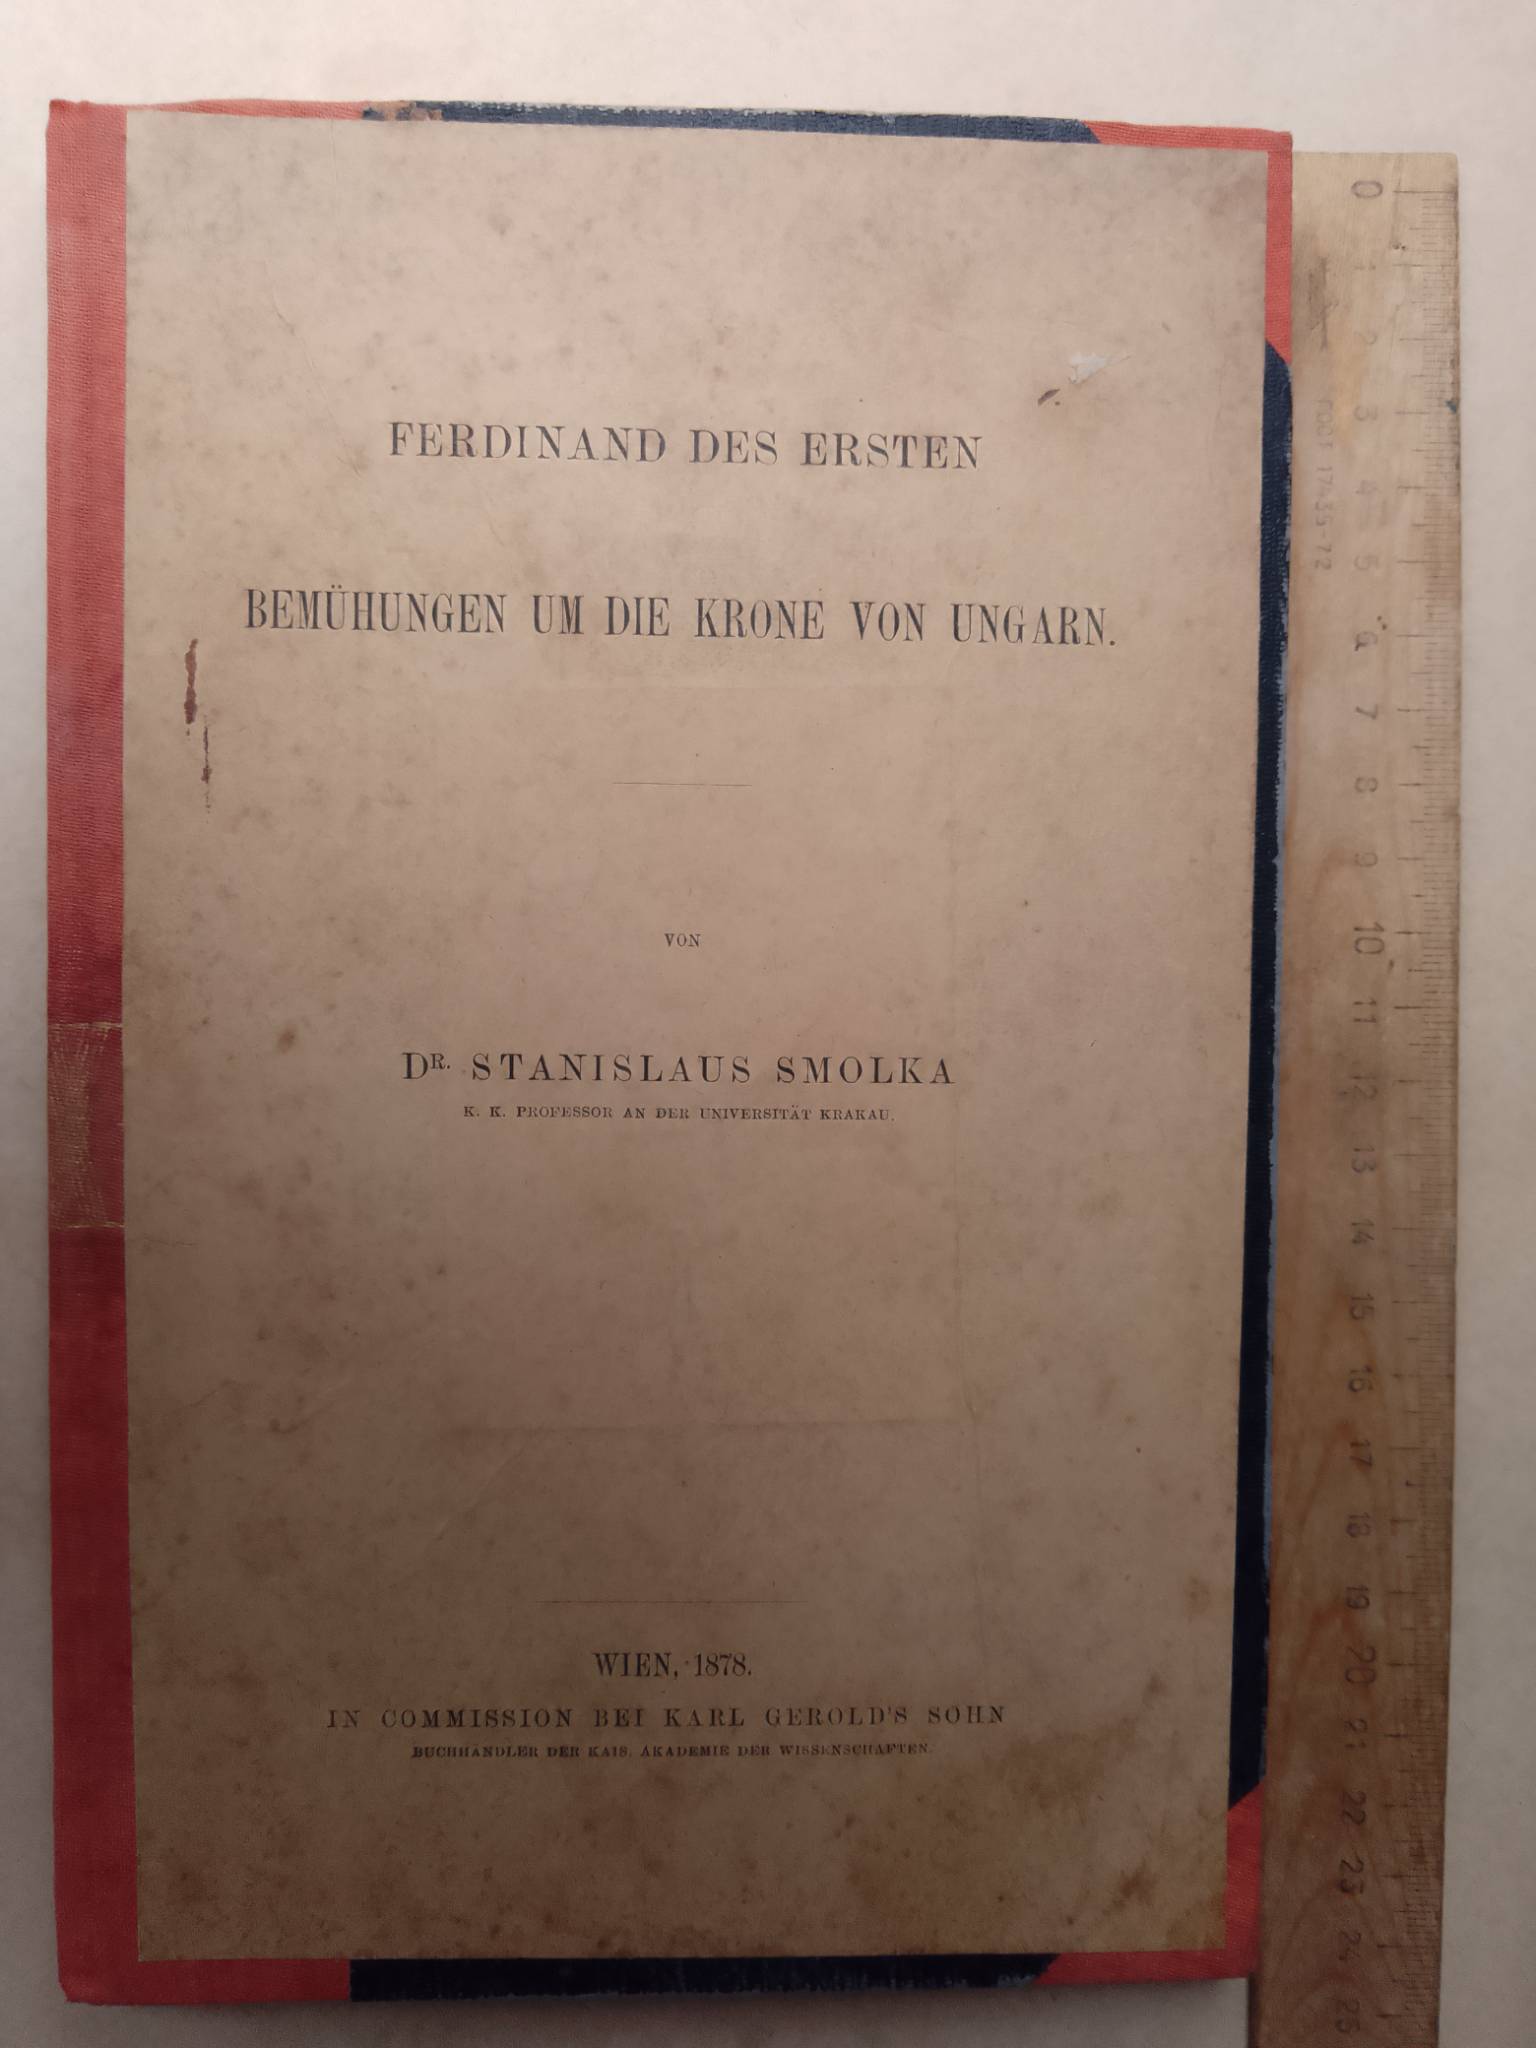 FERDINAND DES ERSTEN
BEMÜHUNGEN UM DIE KRONE VON UNGARN.
VON
DR. STANISLAUS SMOLKA
K. K. PROFESSOR AN DER UNIVERSITÄT KRAKAU.
WIEN, 1878.
IN COMMISSION BEI KARL GEROLD'S SOHN
BUCHHÄNDLER DER KAIS. AKADEMIE DER WISSENSCHAFTEN.
0 1 2 3 4 5 6 7 8 9 10 11 12 13 14 15 16 17 18 19 20 21 22 23 24 25
ГОСТ 17435-72